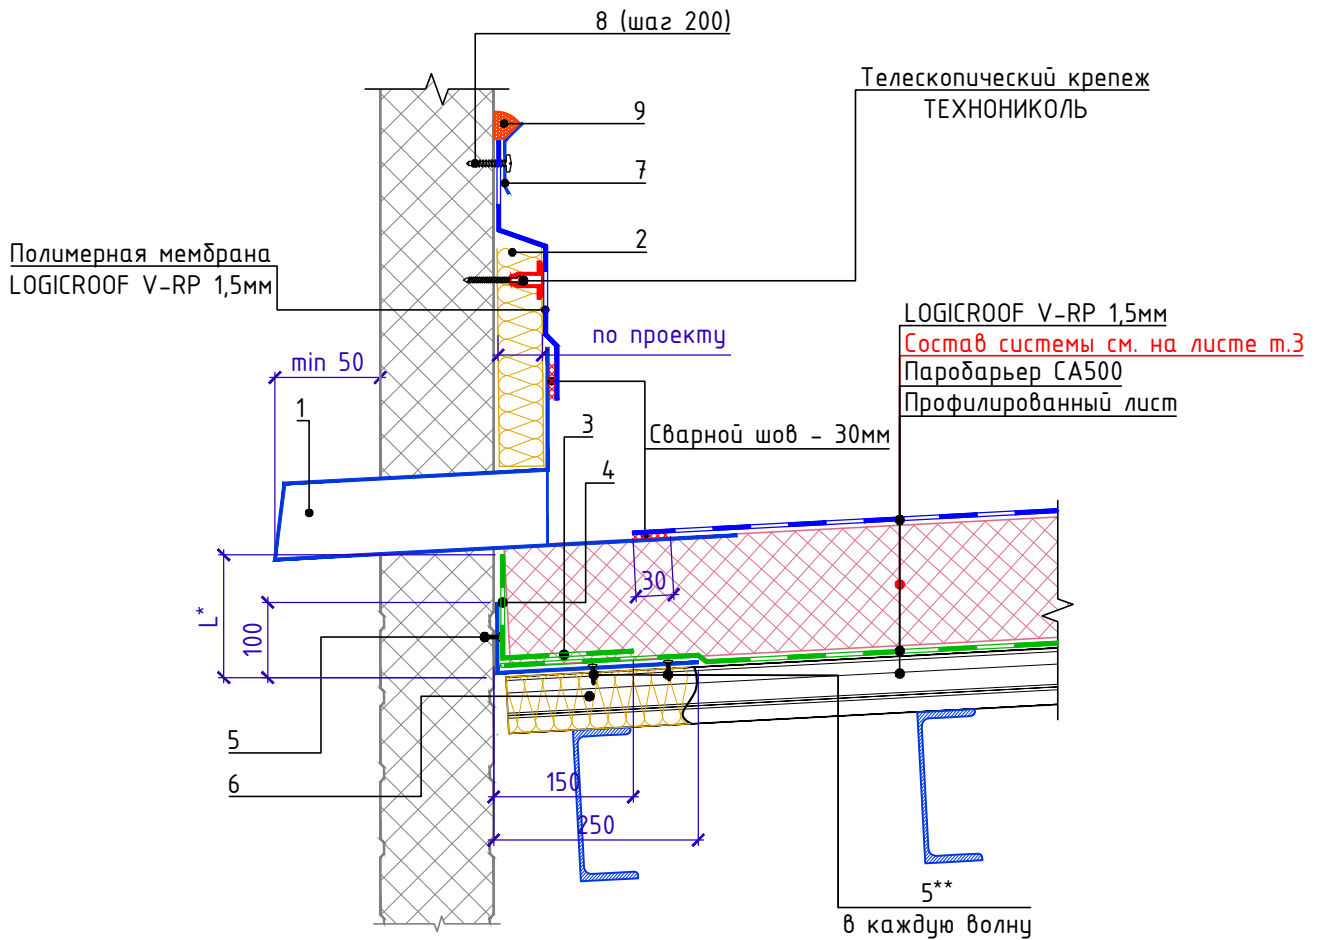 8 (шаг 200)
Телескопический крепеж
ТЕХНОНИКОЛЬ
9
7
2
Полимерная мембрана
LOGICROOF V-RP 1,5мм
по проекту
LOGICROOF V-RP 1,5мм
Состав системы см. на листе т.3
Паробарьер СА500
Профилированный лист
min 50
1
3
Сварной шов - 30мм
4
30
L*
100
5
6
150
250
5**
в каждую волну